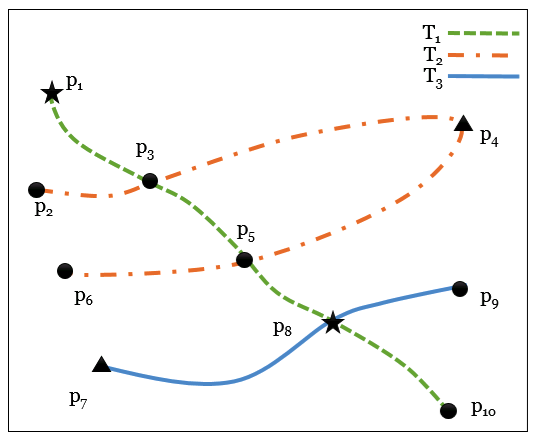 T₁
T₂
T₃
p₁
p₃
p₄
p₂
p₅
p₆
p₈
p₉
p₇
p₁₀